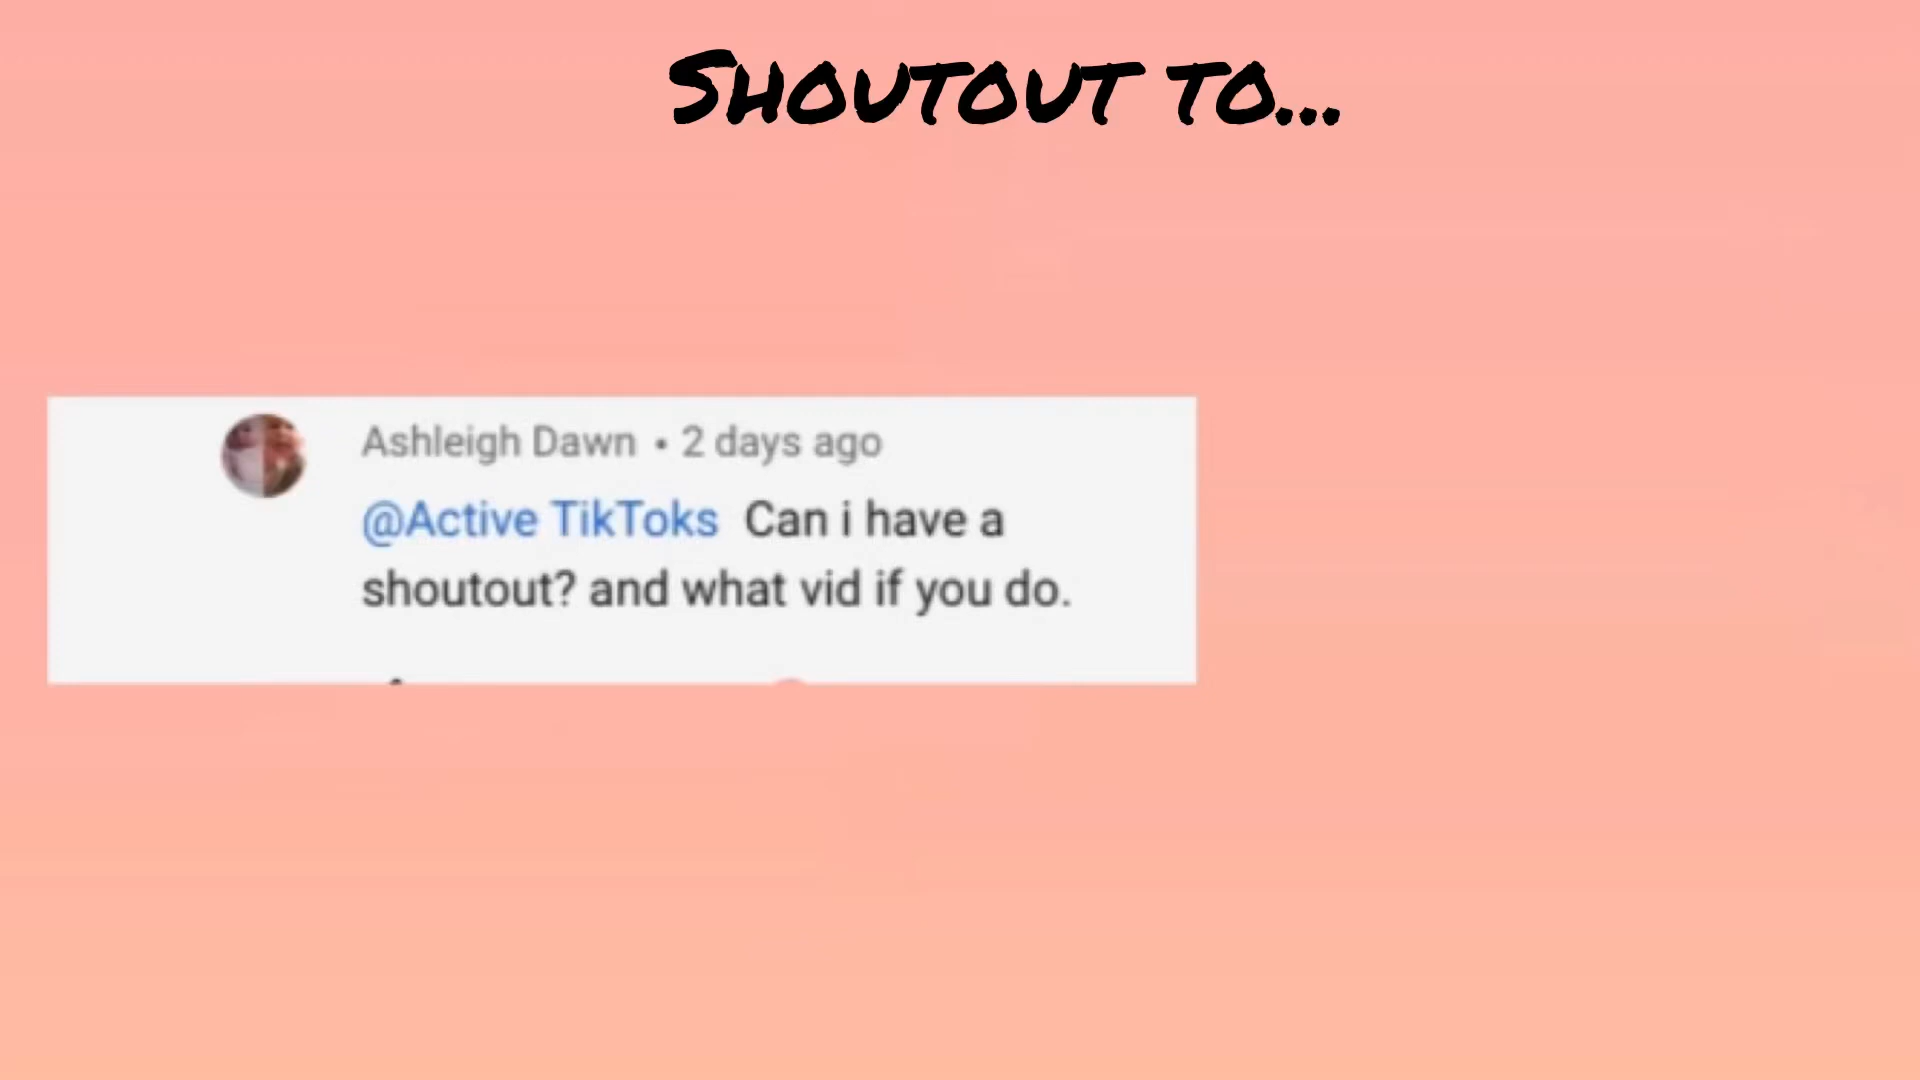 SHOUTOUT TO...
Ashleigh Dawn • 2 days ago
@Active TikToks Can i have a
shoutout? and what vid if you do.